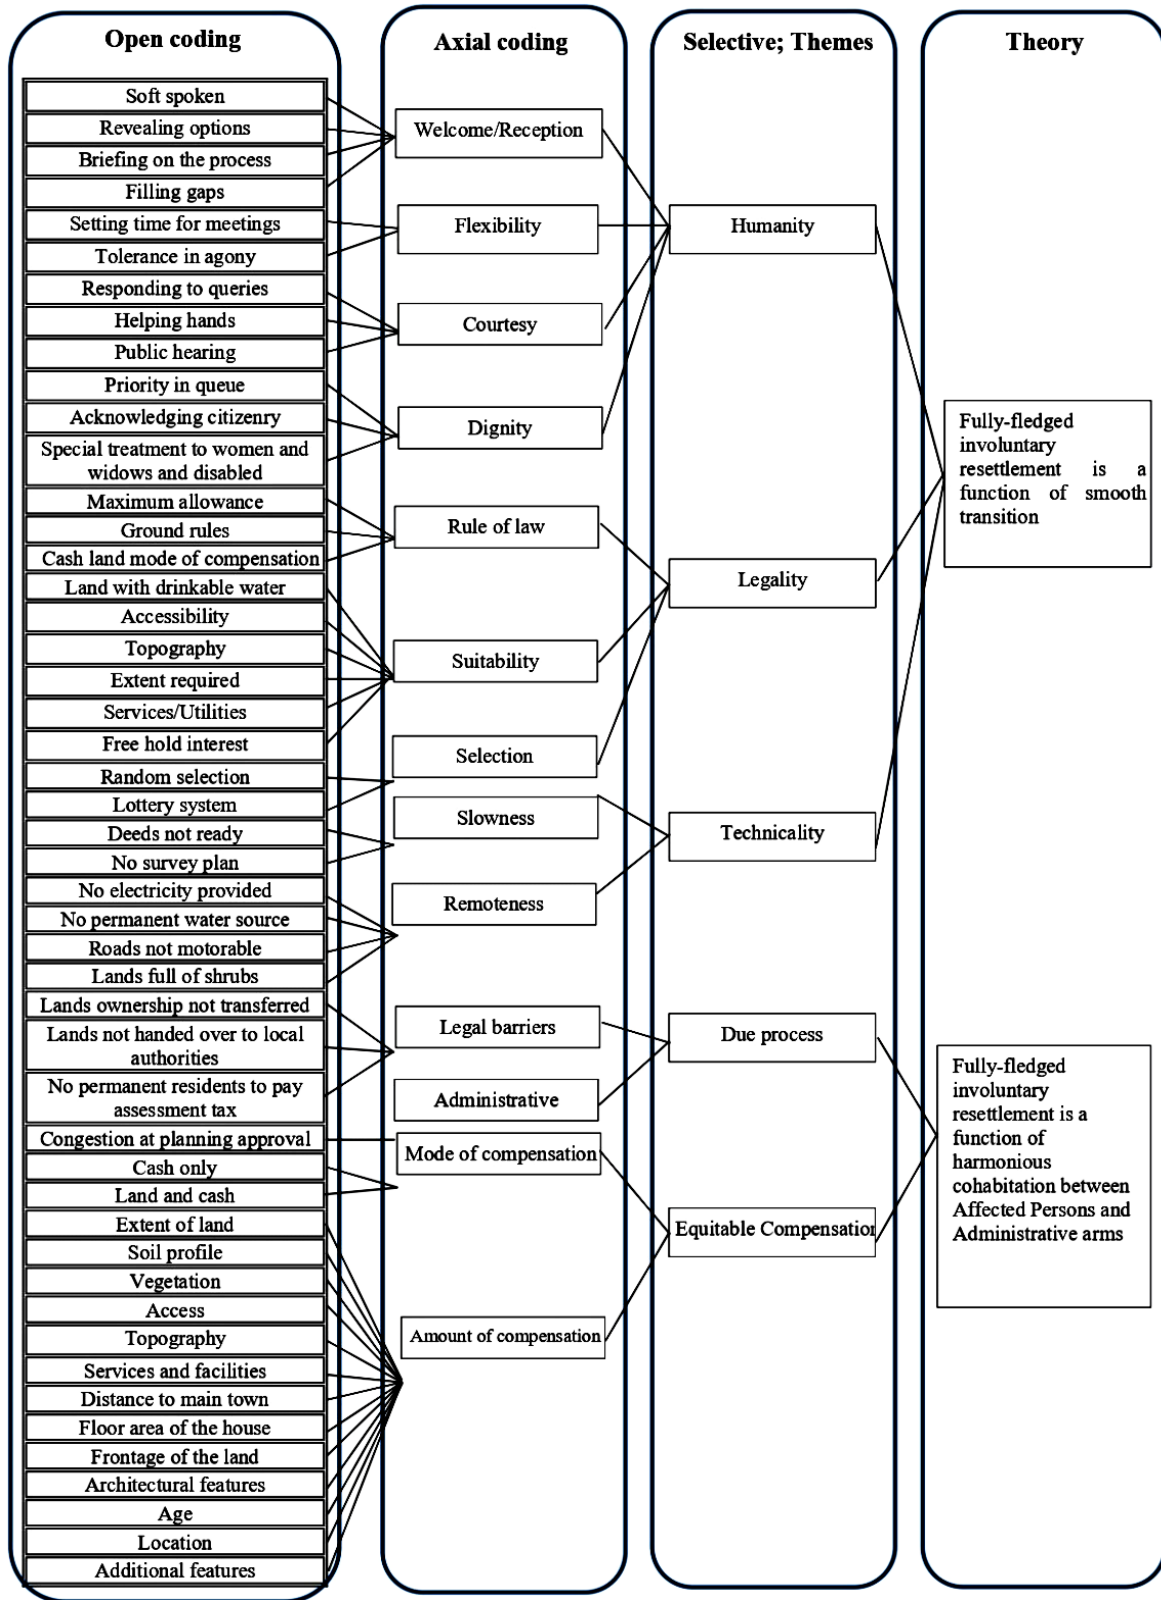 Open coding
Soft spoken
Revealing options
Briefing on the process
Filling gaps
Setting time for meetings
Tolerance in agony
Responding to queries
Helping hands
Public hearing
Priority in queue
Acknowledging citizenry
Special treatment to women and
widows and disabled
Maximum allowance
Ground rules
Cash land mode of compensation
Land with drinkable water
Accessibility
Topography
Extent required
Services/Utilities
Free hold interest
Random selection
Lottery system
Deeds not ready
No survey plan
No electricity provided
No permanent water source
Roads not motorable
Lands full of shrubs
Lands ownership not transferred
Lands not handed over to local
authorities
No permanent residents to pay
assessment tax
Congestion at planning approval
Cash only
Land and cash
Extent of land
Soil profile
Vegetation
Access
Topography
Services and facilities
Distance to main town
Floor area of the house
Frontage of the land
Architectural features
Age
Location
Additional features
Axial coding
Welcome/Reception
Flexibility
Courtesy
Dignity
Rule of law
Suitability
Selection
Slowness
Remoteness
Legal barriers
Administrative
Mode of compensation
Amount of compensation
Selective; Themes
Humanity
Legality
Technicality
Due process
Equitable Compensation
Theory
Fully-fledged
involuntary
resettlement is a
function of smooth
transition
Fully-fledged
involuntary
resettlement is a
function of
harmonious
cohabitation between
Affected Persons and
Administrative arms